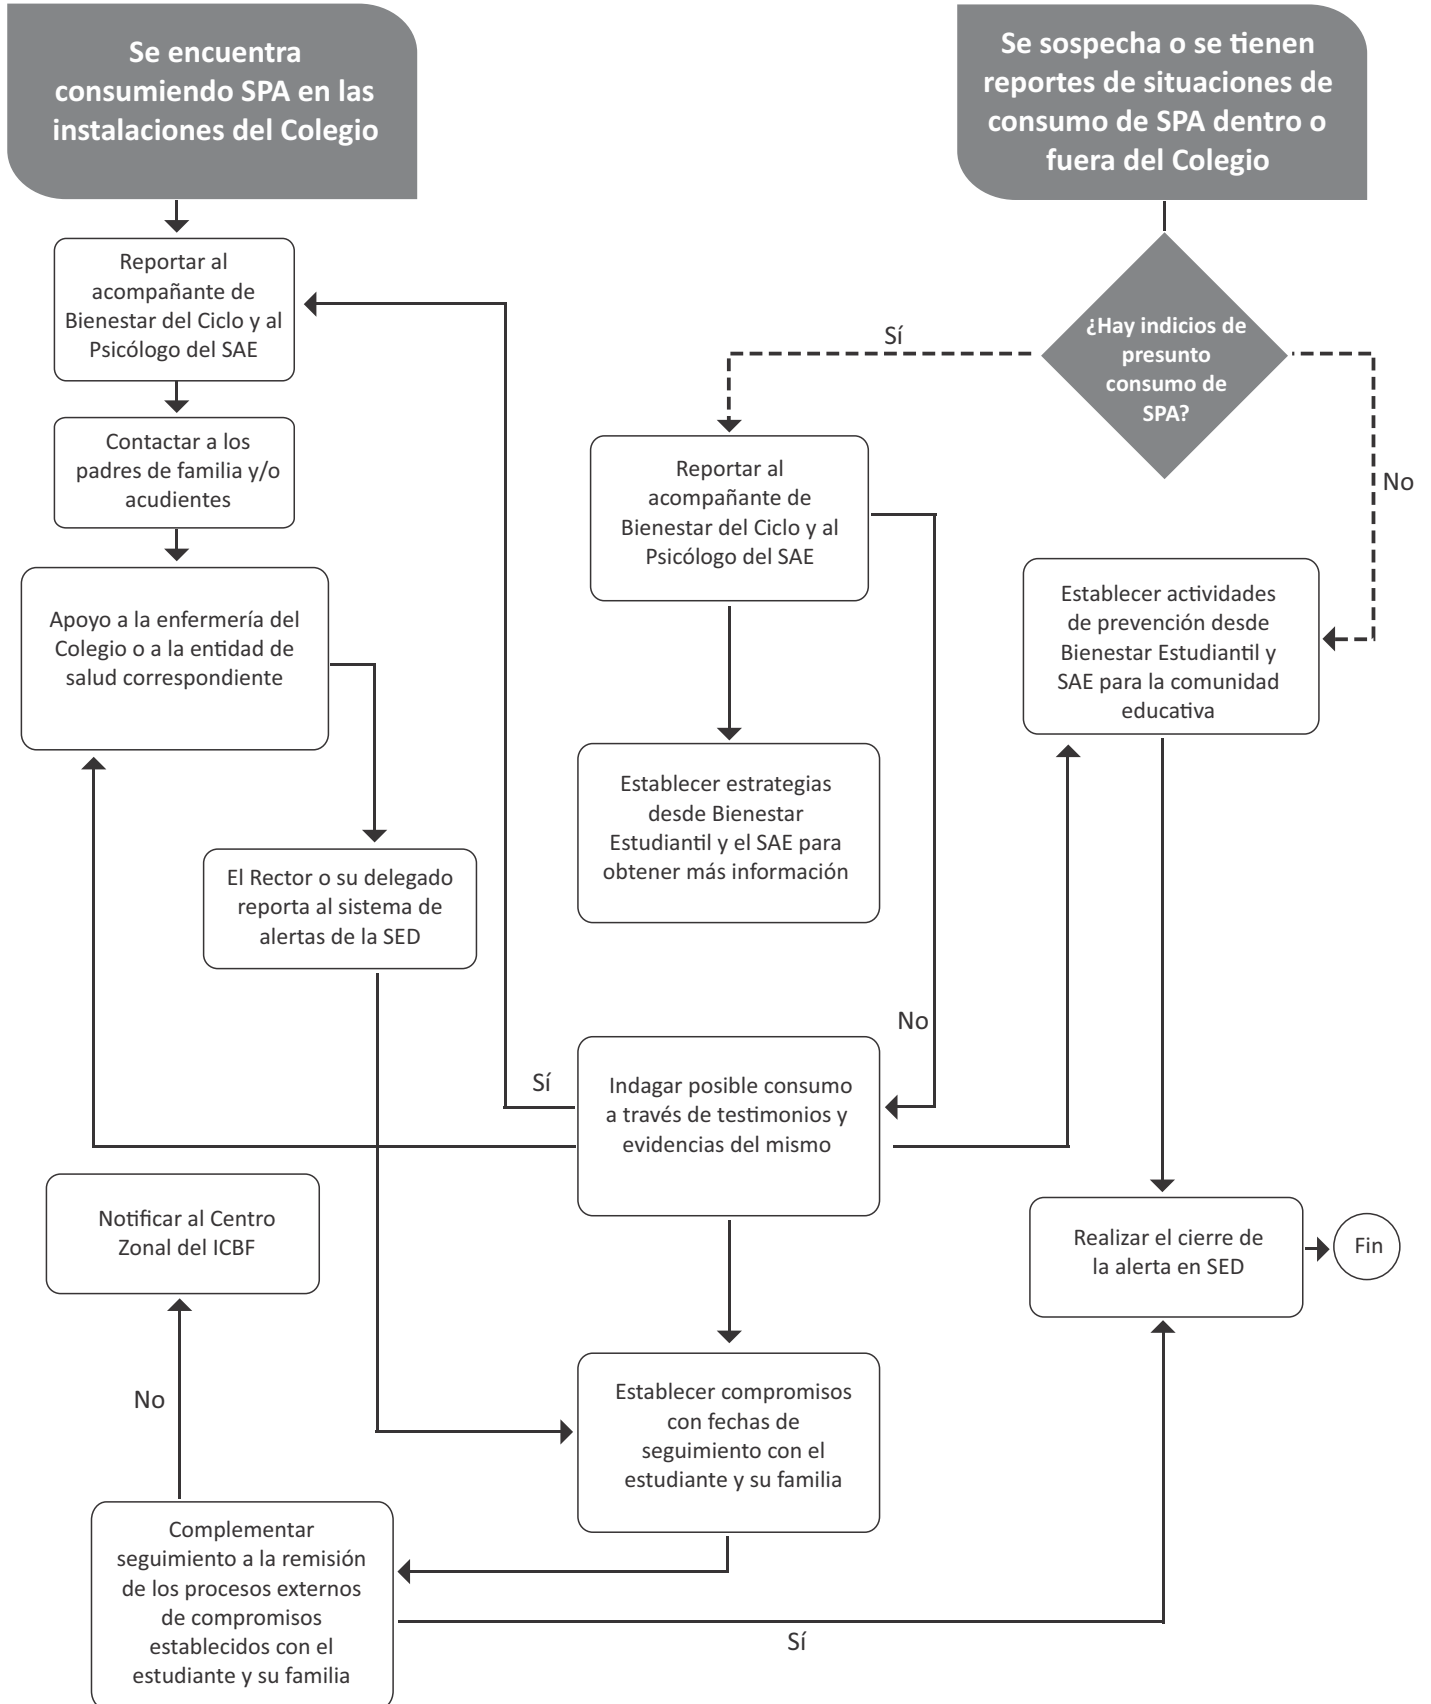 Se encuentra
consumiendo SPA en las
instalaciones del Colegio
Se sospecha o se tienen
reportes de situaciones de
consumo de SPA dentro o
fuera del Colegio
Reportar al
acompañante de
Bienestar del Ciclo y al
Psicólogo del SAE
¿Hay indicios de
presunto
consumo de
SPA?
Sí
No
Contactar a los
padres de familia y/o
acudientes
Reportar al
acompañante de
Bienestar del Ciclo y al
Psicólogo del SAE
Apoyo a la enfermería del
Colegio o a la entidad de
salud correspondiente
Establecer actividades
de prevención desde
Bienestar Estudiantil y
SAE para la comunidad
educativa
Establecer estrategias
desde Bienestar
Estudiantil y el SAE para
obtener más información
El Rector o su delegado
reporta al sistema de
alertas de la SED
No
Sí
Indagar posible consumo
a través de testimonios y
evidencias del mismo
Notificar al Centro
Zonal del ICBF
Realizar el cierre de
la alerta en SED
Fin
No
Establecer compromisos
con fechas de
seguimiento con el
estudiante y su familia
Complementar
seguimiento a la remisión
de los procesos externos
de compromisos
establecidos con el
estudiante y su familia
Sí